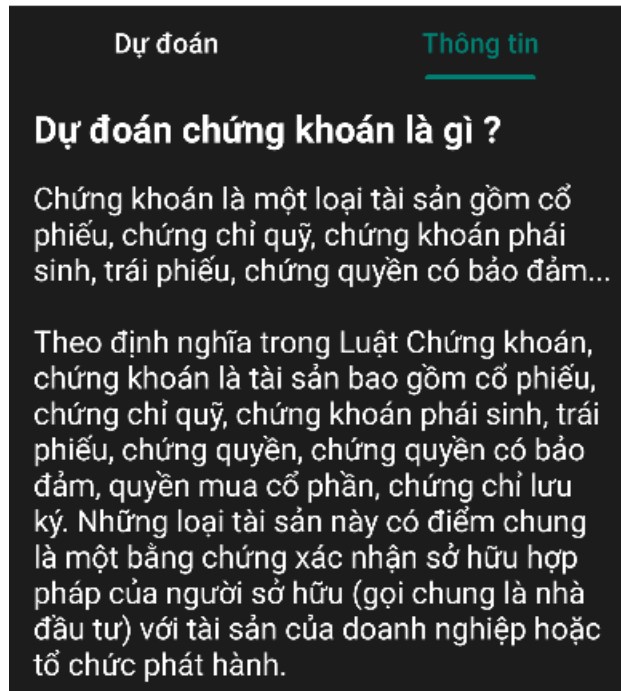 Dự đoán
Thông tin
Dự đoán chứng khoán là gì ?
Chứng khoán là một loại tài sản gồm cổ
phiếu, chứng chỉ quỹ, chứng khoán phái
sinh, trái phiếu, chứng quyền có bảo đảm...
Theo định nghĩa trong Luật Chứng khoán,
chứng khoán là tài sản bao gồm cổ phiếu,
chứng chỉ quỹ, chứng khoán phái sinh, trái
phiếu, chứng quyền, chứng quyền có bảo
đảm, quyền mua cổ phần, chứng chỉ lưu
ký. Những loại tài sản này có điểm chung
là một bằng chứng xác nhận sở hữu hợp
pháp của người sở hữu (gọi chung là nhà
đầu tư) với tài sản của doanh nghiệp hoặc
tổ chức phát hành.